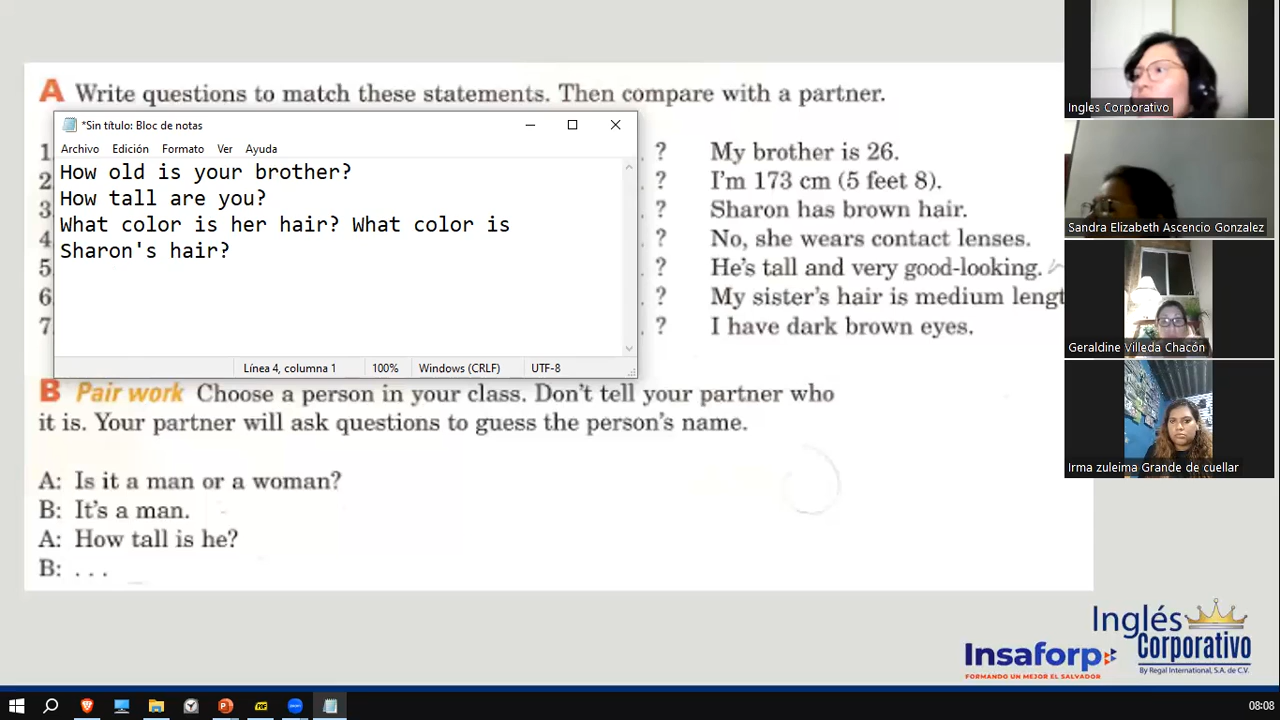 A Write questions to match these statements. Then compare with a partner.
*Sin título: Bloc de notas
Archivo Edición Formato Ver Ayuda
How old is your brother?
How tall are you?
What color is her hair? What color is
Sharon's hair?
Línea 4, columna 1 100% Windows (CRLF) UTF-8
1. ? My brother is 26.
2 ? I'm 173 cm (5 feet 8).
3 ? Sharon has brown hair.
4 ? No, she wears contact lenses.
5 ? He's tall and very good-looking.
6 ? My sister's hair is medium lengt
7. ? I have dark brown eyes.
B Pair work Choose a person in your class. Don't tell your partner who
it is. Your partner will ask questions to guess the person's name.
A: Is it a man or a woman?
B: It's a man.
A: How tall is he?
B: . . .
Ingles Corporativo
Sandra Elizabeth Ascencio Gonzalez
Geraldine Villeda Chacón
Irma zuleima Grande de cuellar
Insaforp
FORMANDO UN MEJOR EL SALVADOR
Inglés
Corporativo
By Regal International, S.A. de C.V.
08:08